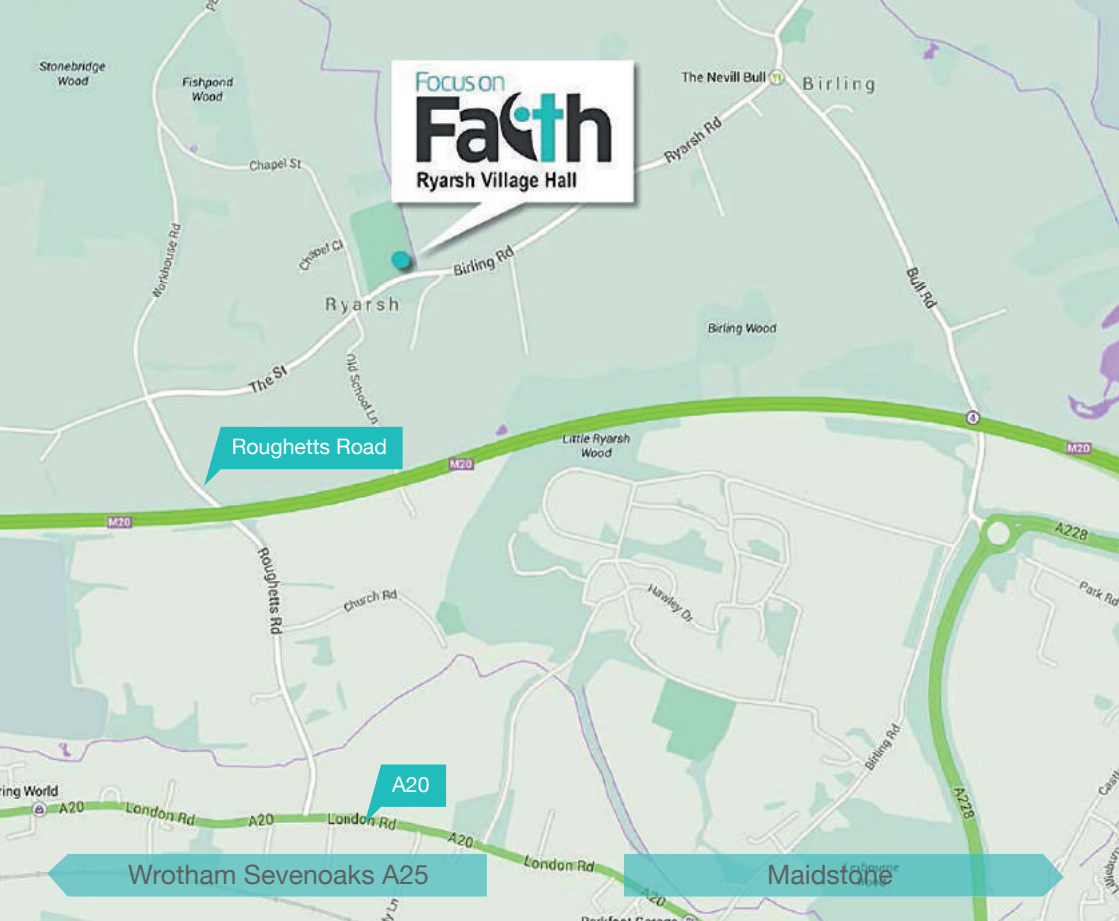 Stonebridge
Wood
Fishpond
Wood
Focus on
Faith
Ryarsh Village Hall
The Nevill Bull
Birling
Ryarsh Rd
Chapel St
Chapel Cl
Workhouse Rd
Birling Rd
Ryarsh
Bull Rd
Birling Wood
The St
Old School Ln
4
Roughetts Road
Little Ryarsh
Wood
M20
M20
M20
A228
Roughetts Rd
Church Rd
Hawley Dr
Park Rd
Birling Rd
A20
ring World
A20
London Rd
A20
London Rd
A20
London Rd
A20
A228
Wrotham Sevenoaks A25
Maidstone